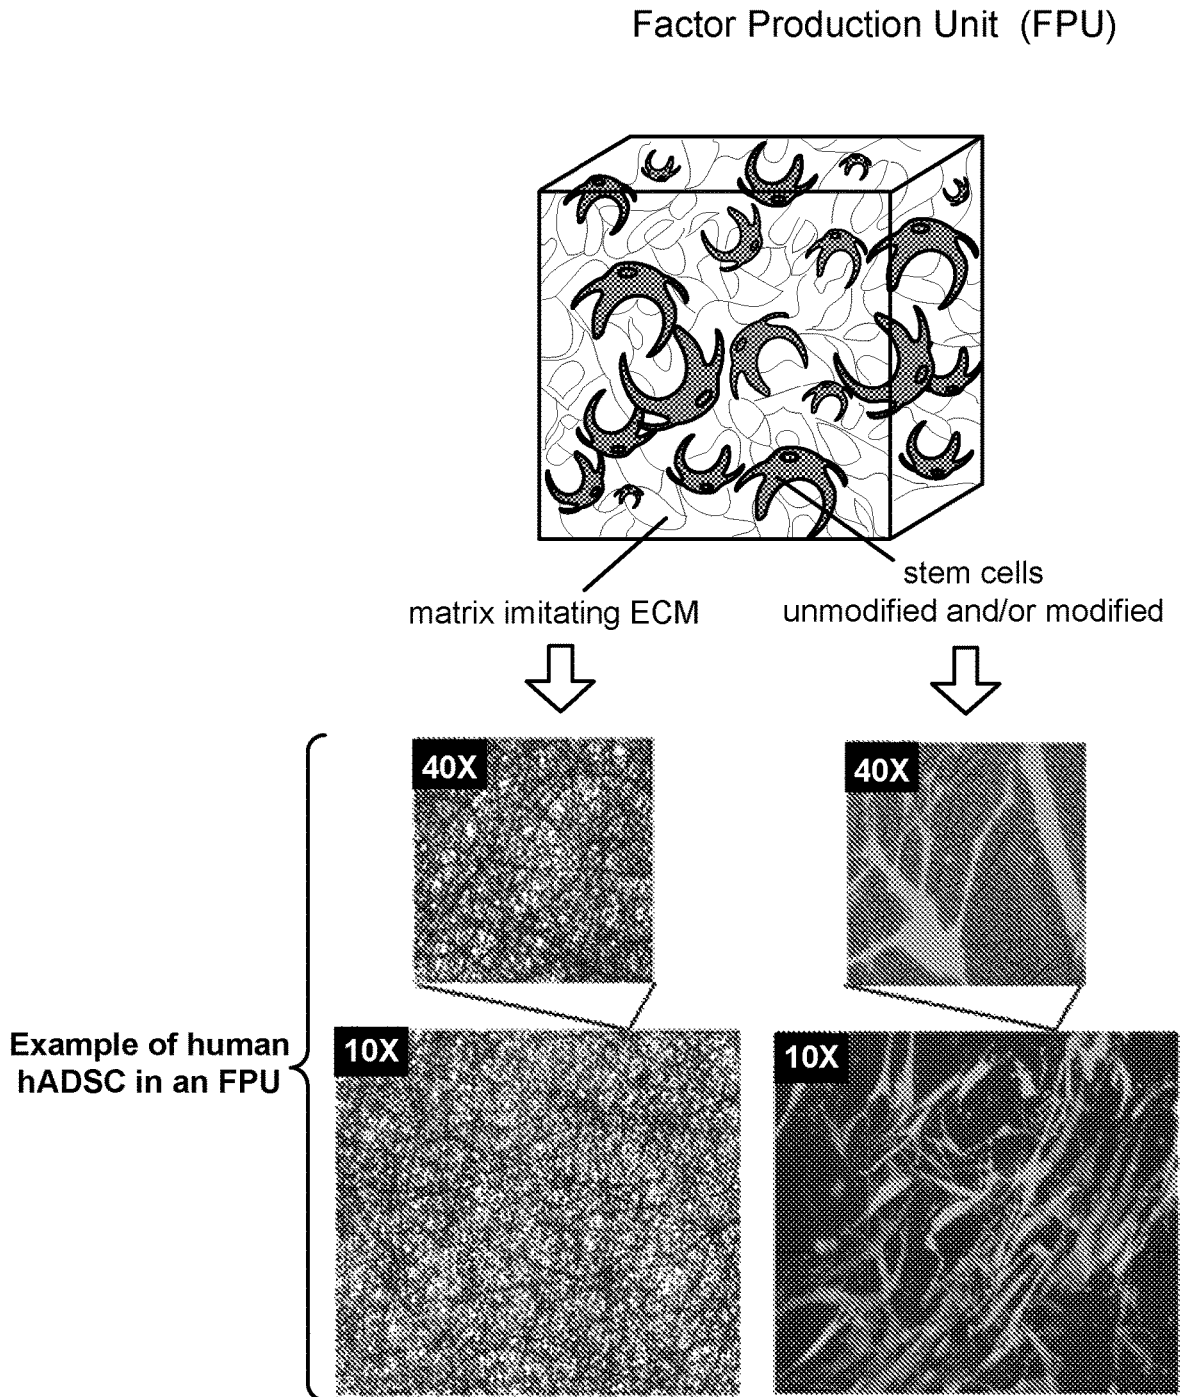 Factor Production Unit (FPU)
stem cells
matrix imitating ECM
unmodified and/or modified
40X
40X
Example of human
hADSC in an FPU
10X
10X